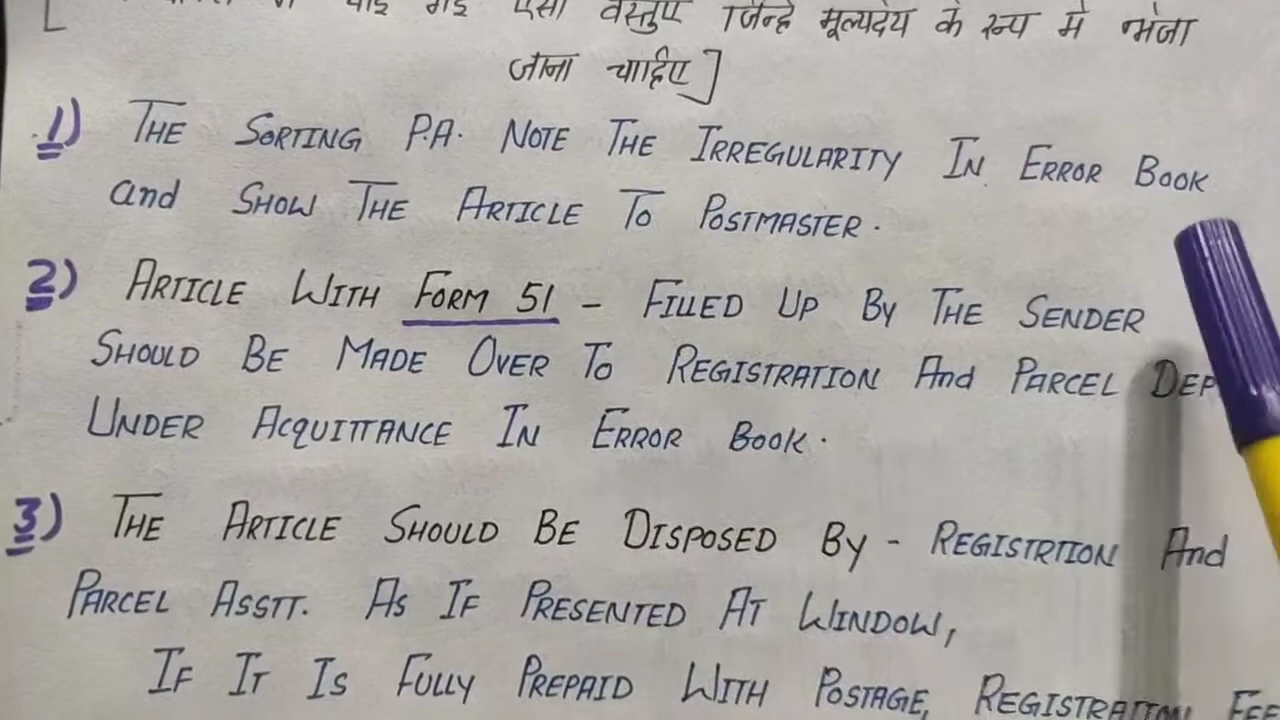 [ पाई गई ऐसी वस्तुए जिन्हे मूल्यदेय के रूप मे भेजा
जाना चाहिए ]
1) THE SORTING P.A. NOTE THE IRREGULARITY IN ERROR BOOK
and SHOW THE ARTICLE TO POSTMASTER.
2) ARTICLE WITH FORM 51 - FILLED UP BY THE SENDER
SHOULD BE MADE OVER TO REGISTRATION And PARCEL DEP
UNDER ACQUITTANCE IN ERROR BOOK.
3) THE ARTICLE SHOULD BE DISPOSED BY - REGISTRTION And
PARCEL ASSTT. AS IF PRESENTED AT WINDOW,
IF IT IS FULLY PREPAID WITH POSTAGE, REGISTRATION FEE